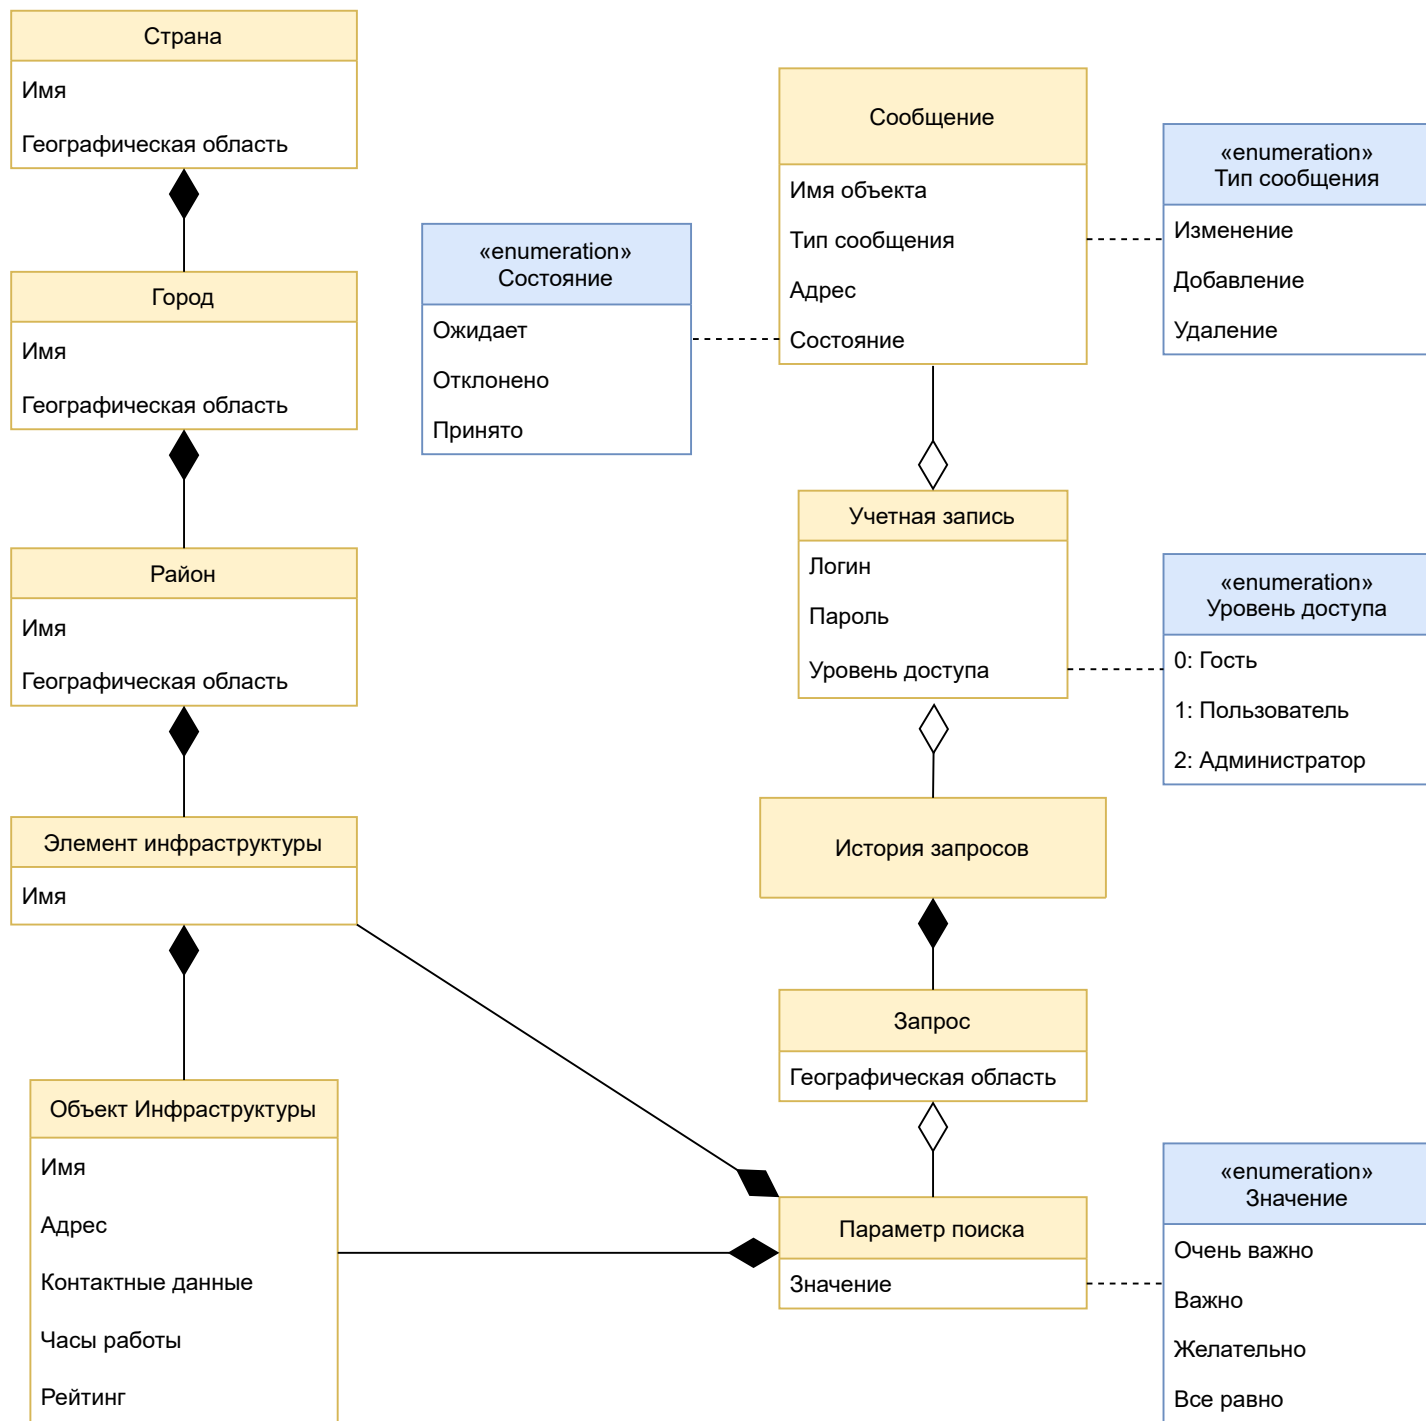 Страна
Имя
Географическая область
Город
Имя
Географическая область
Район
Имя
Географическая область
Элемент инфраструктуры
Имя
Объект Инфраструктуры
Имя
Адрес
Контактные данные
Часы работы
Рейтинг
«enumeration»
Состояние
Ожидает
Отклонено
Принято
Сообщение
Имя объекта
Тип сообщения
Адрес
Состояние
«enumeration»
Тип сообщения
Изменение
Добавление
Удаление
Учетная запись
Логин
Пароль
Уровень доступа
«enumeration»
Уровень доступа
0: Гость
1: Пользователь
2: Администратор
История запросов
Запрос
Географическая область
Параметр поиска
Значение
«enumeration»
Значение
Очень важно
Важно
Желательно
Все равно